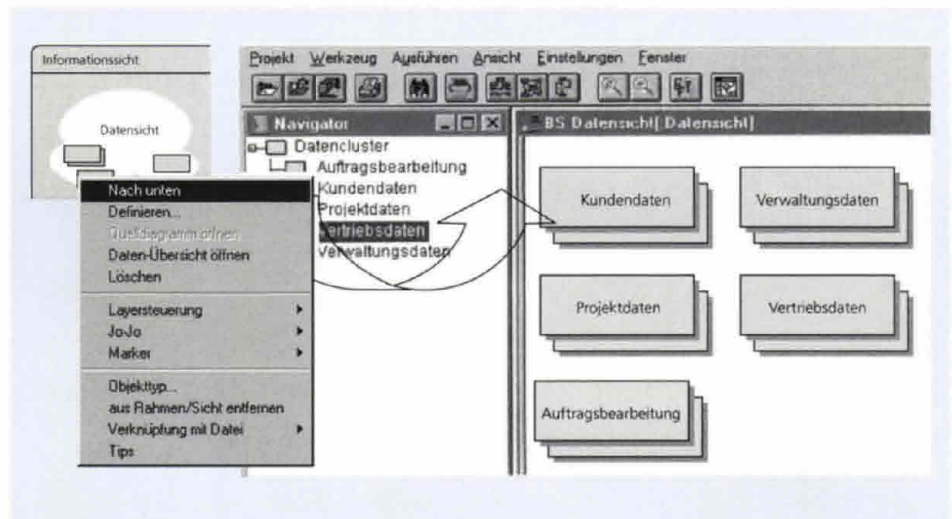 Informationssicht
Datensicht
Nach unten
Definieren...
Quelldiagramm öffnen
Daten-Übersicht öffnen
Löschen
Layersteuerung
JoJo
Marker
Objekttyp...
aus Rahmen/Sicht entfernen
Verknüpfung mit Datei
Tips
Projekt Werkzeug Ausführen Ansicht Einstellungen Fenster
Navigator
Datencluster
Auftragsbearbeitung
Kundendaten
Projektdaten
Vertriebsdaten
Verwaltungsdaten
BS Datensicht[ Datensicht]
Kundendaten
Verwaltungsdaten
Projektdaten
Vertriebsdaten
Auftragsbearbeitung